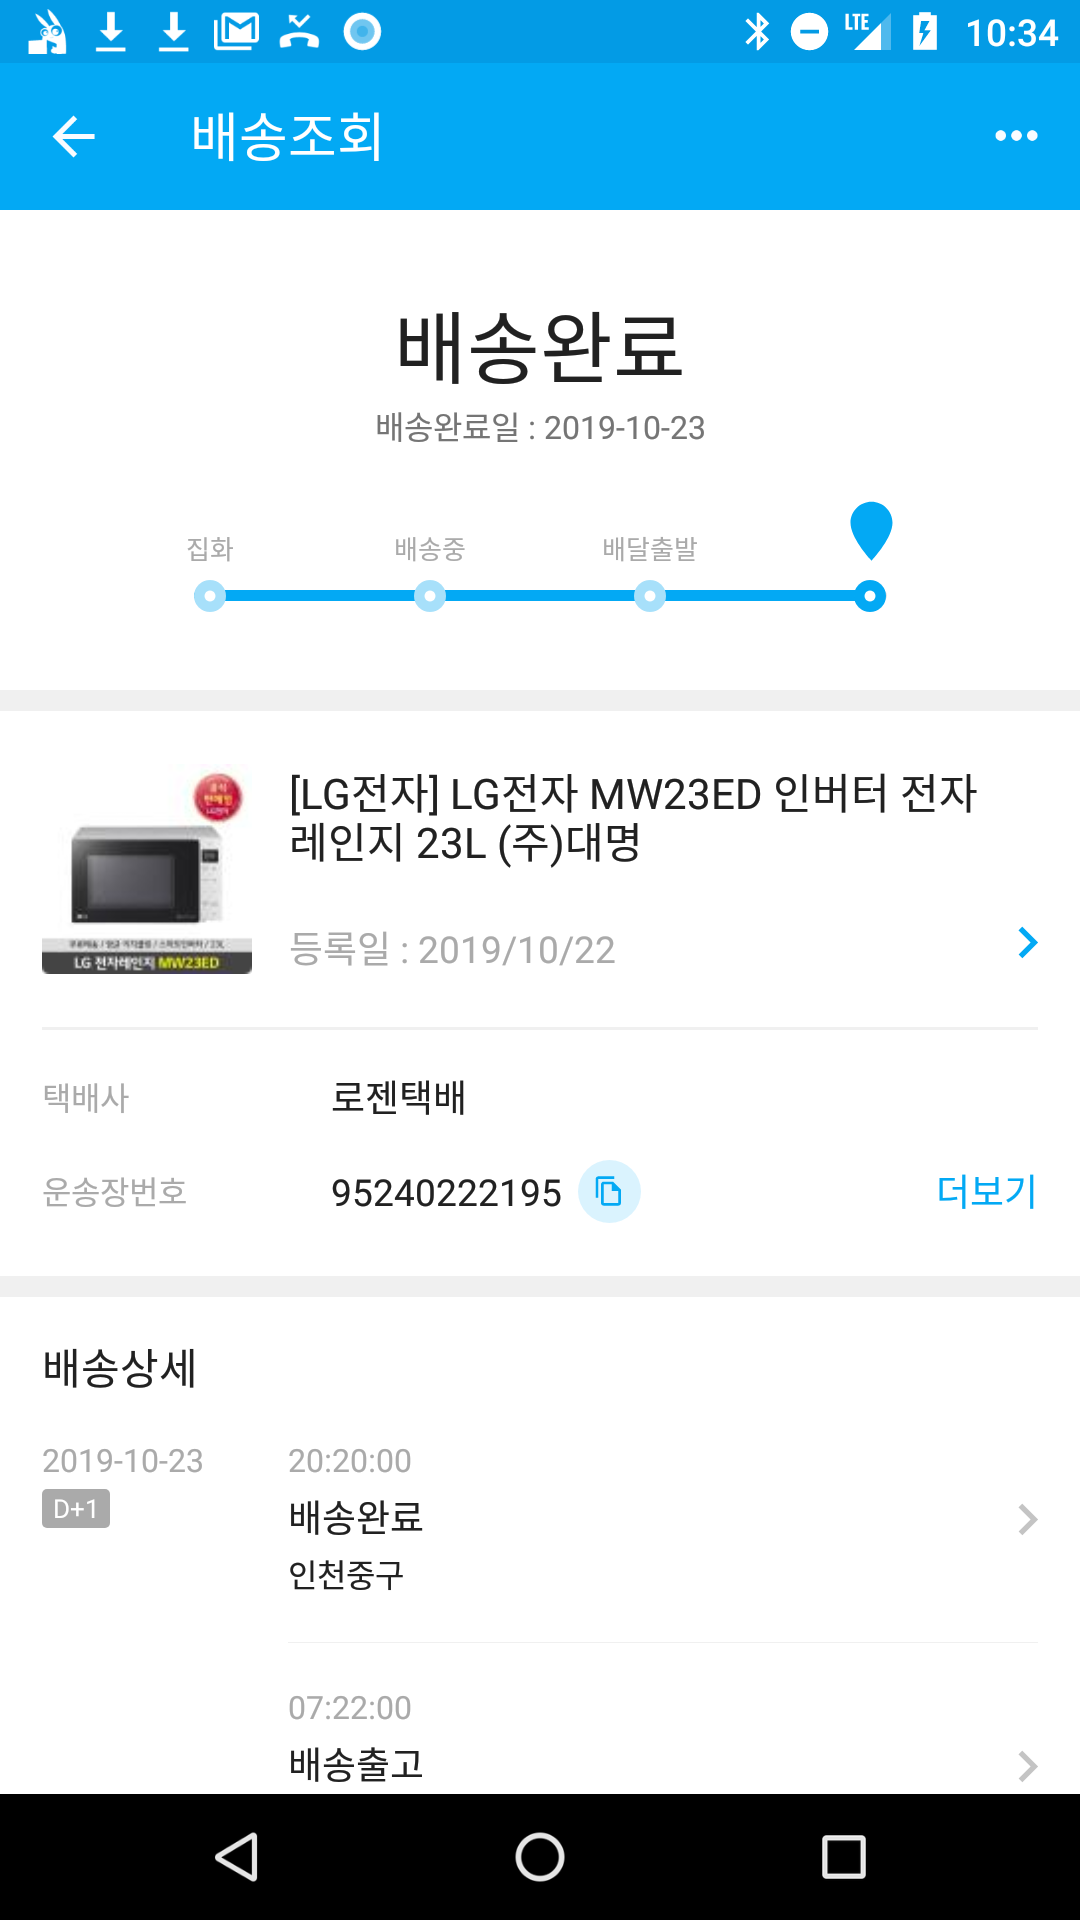 LTE 10:34
배송조회
배송완료
배송완료일 : 2019-10-23
집화 배송중 배달출발
[LG전자] LG전자 MW23ED 인버터 전자
레인지 23L (주)대명
등록일 : 2019/10/22
LG 전자레인지 MW23ED
택배사 로젠택배
운송장번호 95240222195 더보기
배송상세
2019-10-23 20:20:00
D+1 배송완료
인천중구
07:22:00
배송출고